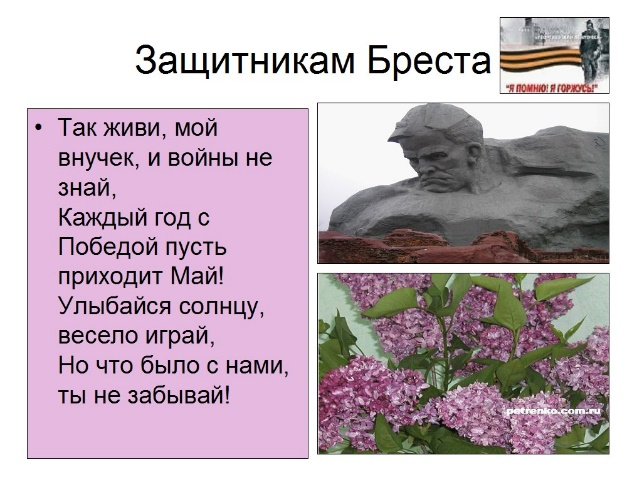 Защитникам Бреста
"Я ПОМНЮ! Я ГОРЖУСЬ!"
• Так живи, мой
внучек, и войны не
знай,
Каждый год с
Победой пусть
приходит Май!
Улыбайся солнцу,
весело играй,
Но что было с нами,
ты не забывай!
petrenko.com.ru